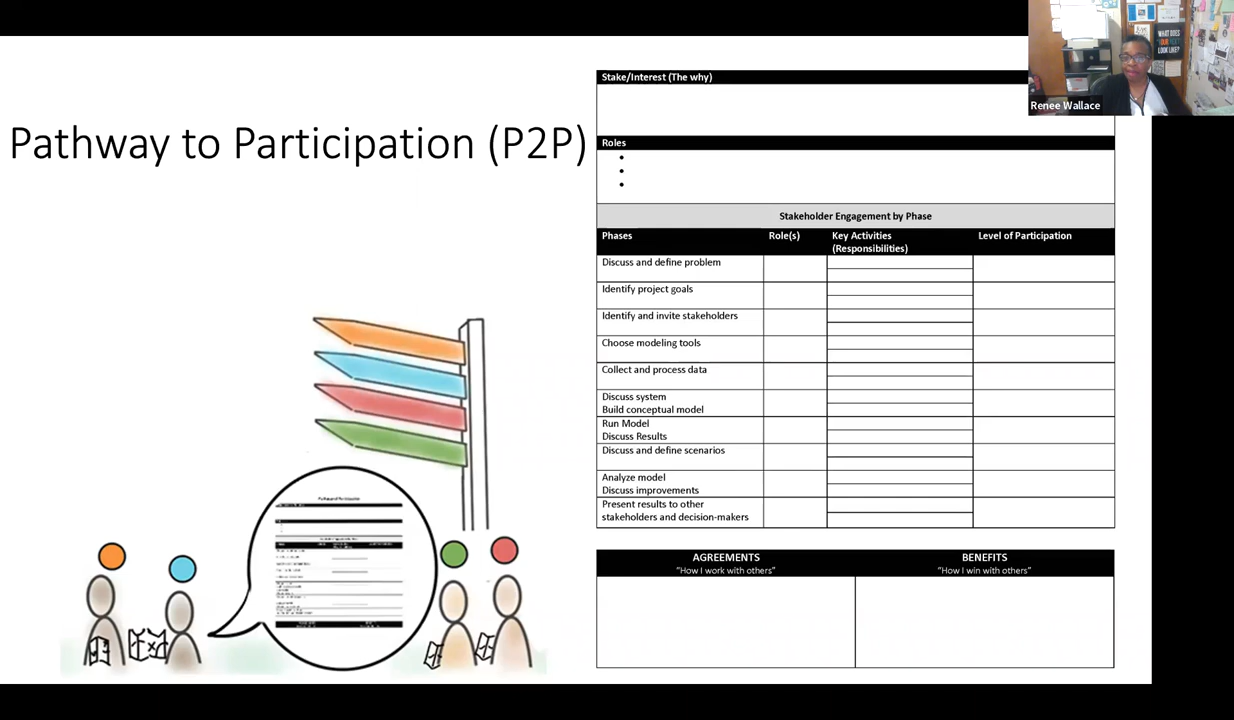 Pathway to Participation (P2P)
Stake/Interest (The why)
Roles
Stakeholder Engagement by Phase
Phases Role(s) Key Activities (Responsibilities) Level of Participation
Discuss and define problem
Identify project goals
Identify and invite stakeholders
Choose modeling tools
Collect and process data
Discuss system
Build conceptual model
Run Model
Discuss Results
Discuss and define scenarios
Analyze model
Discuss improvements
Present results to other
stakeholders and decision-makers
AGREEMENTS
"How I work with others"
BENEFITS
"How I win with others"
WHAT DOES
LOOK LIKE?
Renee Wallace